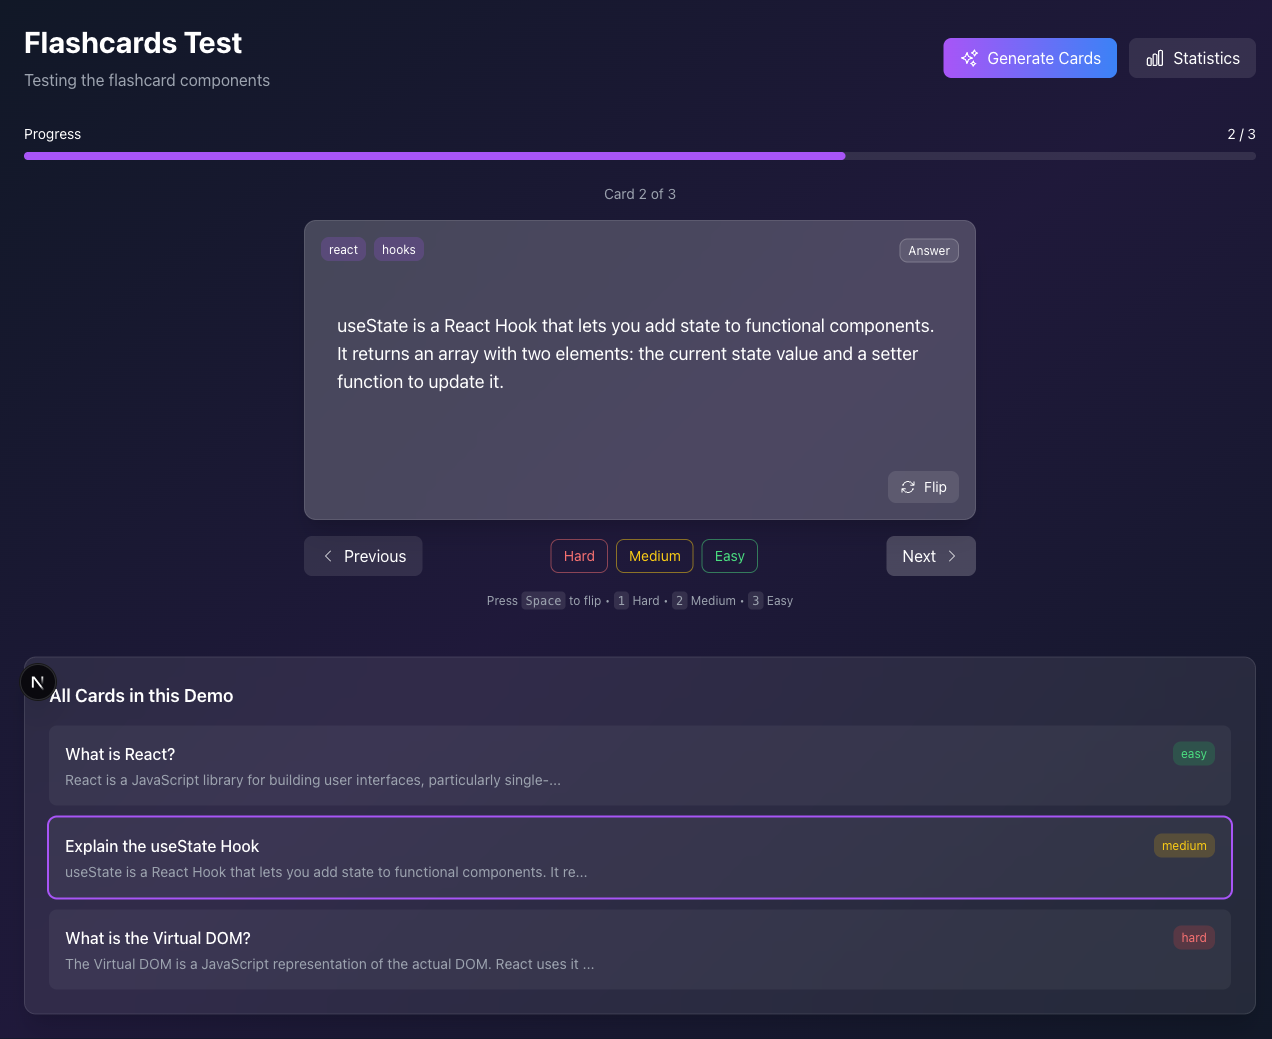 Flashcards Test
Testing the flashcard components
Generate Cards
Statistics
Progress
2 / 3
Card 2 of 3
react
hooks
Answer
useState is a React Hook that lets you add state to functional components.
It returns an array with two elements: the current state value and a setter
function to update it.
Flip
Previous
Hard
Medium
Easy
Next
Press Space to flip • 1 Hard • 2 Medium • 3 Easy
N
All Cards in this Demo
What is React?
easy
React is a JavaScript library for building user interfaces, particularly single-...
Explain the useState Hook
medium
useState is a React Hook that lets you add state to functional components. It re...
What is the Virtual DOM?
hard
The Virtual DOM is a JavaScript representation of the actual DOM. React uses it ...